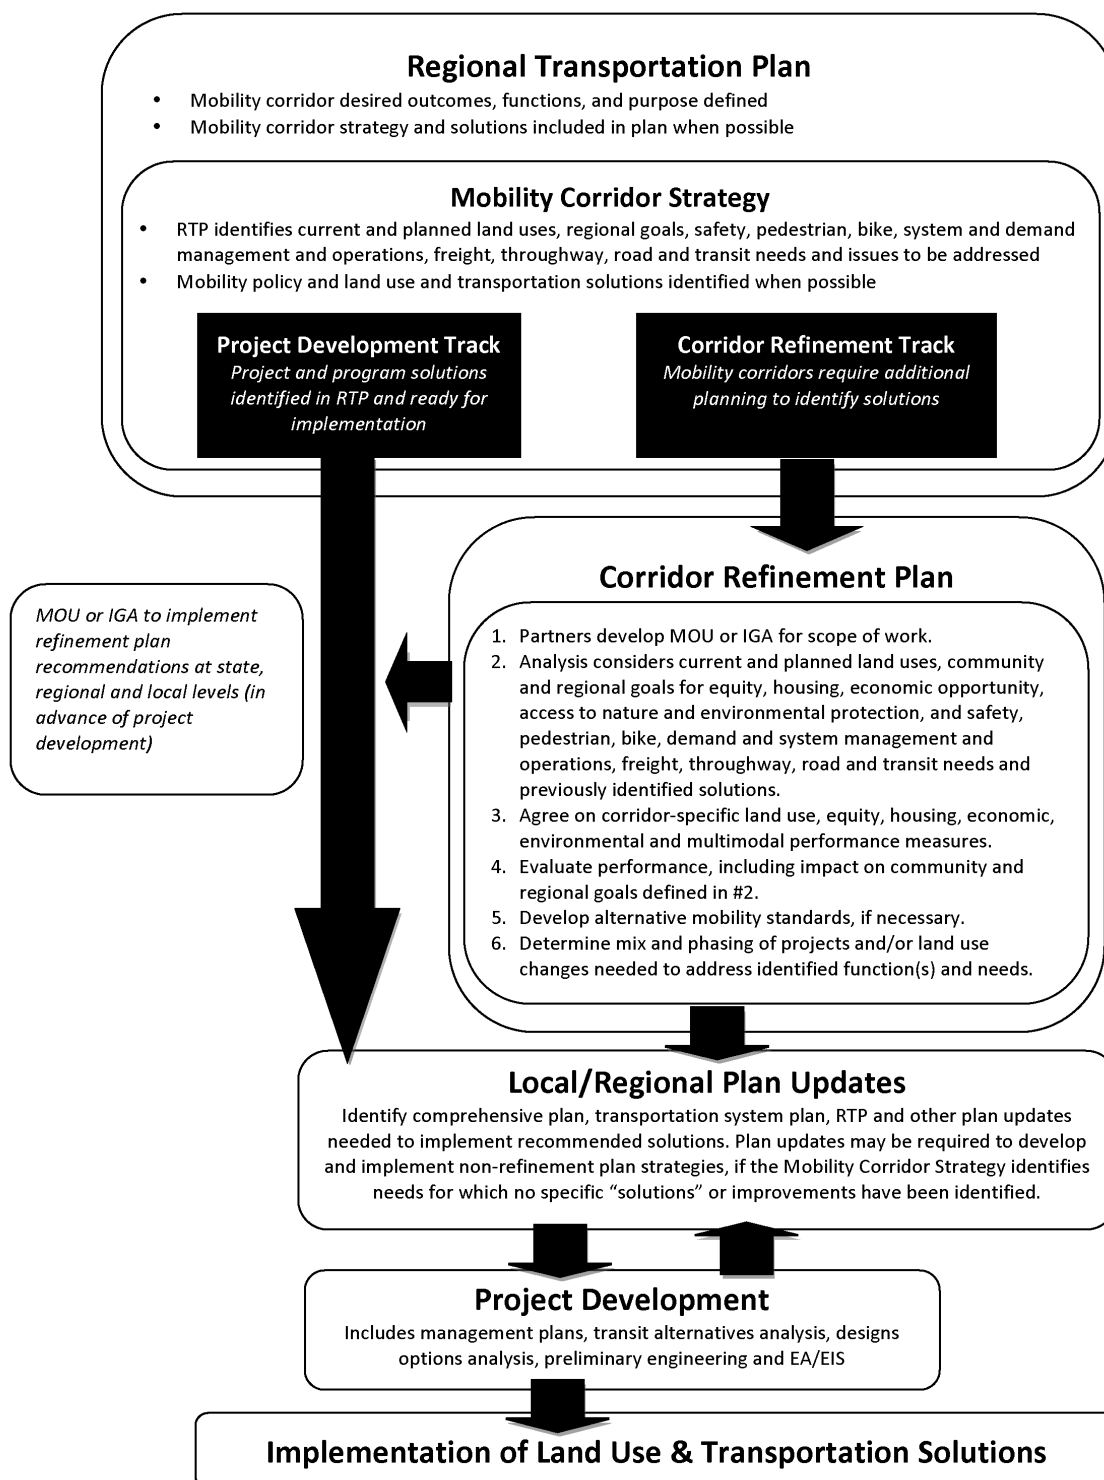 Regional Transportation Plan
• Mobility corridor desired outcomes, functions, and purpose defined
• Mobility corridor strategy and solutions included in plan when possible
Mobility Corridor Strategy
• RTP identifies current and planned land uses, regional goals, safety, pedestrian, bike, system and demand
management and operations, freight, throughway, road and transit needs and issues to be addressed
• Mobility policy and land use and transportation solutions identified when possible
Project Development Track
Project and program solutions
identified in RTP and ready for
implementation
Corridor Refinement Track
Mobility corridors require additional
planning to identify solutions
MOU or IGA to implement
refinement plan
recommendations at state,
regional and local levels (in
advance of project
development)
Corridor Refinement Plan
1. Partners develop MOU or IGA for scope of work.
2. Analysis considers current and planned land uses, community
and regional goals for equity, housing, economic opportunity,
access to nature and environmental protection, and safety,
pedestrian, bike, demand and system management and
operations, freight, throughway, road and transit needs and
previously identified solutions.
3. Agree on corridor-specific land use, equity, housing, economic,
environmental and multimodal performance measures.
4. Evaluate performance, including impact on community and
regional goals defined in #2.
5. Develop alternative mobility standards, if necessary.
6. Determine mix and phasing of projects and/or land use
changes needed to address identified function(s) and needs.
Local/Regional Plan Updates
Identify comprehensive plan, transportation system plan, RTP and other plan updates
needed to implement recommended solutions. Plan updates may be required to develop
and implement non-refinement plan strategies, if the Mobility Corridor Strategy identifies
needs for which no specific “solutions” or improvements have been identified.
Project Development
Includes management plans, transit alternatives analysis, designs
options analysis, preliminary engineering and EA/EIS
Implementation of Land Use & Transportation Solutions